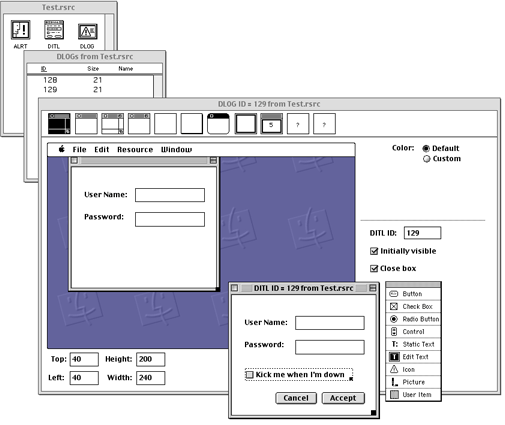 Test.rsrc
ALRT DITL DLOG
DLOGs from Test.rsrc
ID Size Name
128 21
129 21
DLOG ID = 129 from Test.rsrc
5 ? ?
File Edit Resource Window
Color: Default
Custom
User Name:
Password:
DITL ID: 129
Initially visible
Close box
Top: 40 Height: 200
Left: 40 Width: 240
DITL ID = 129 from Test.rsrc
User Name:
Password:
Kick me when I'm down
Cancel Accept
Button
Check Box
Radio Button
Control
T: Static Text
T Edit Text
Icon
Picture
User Item